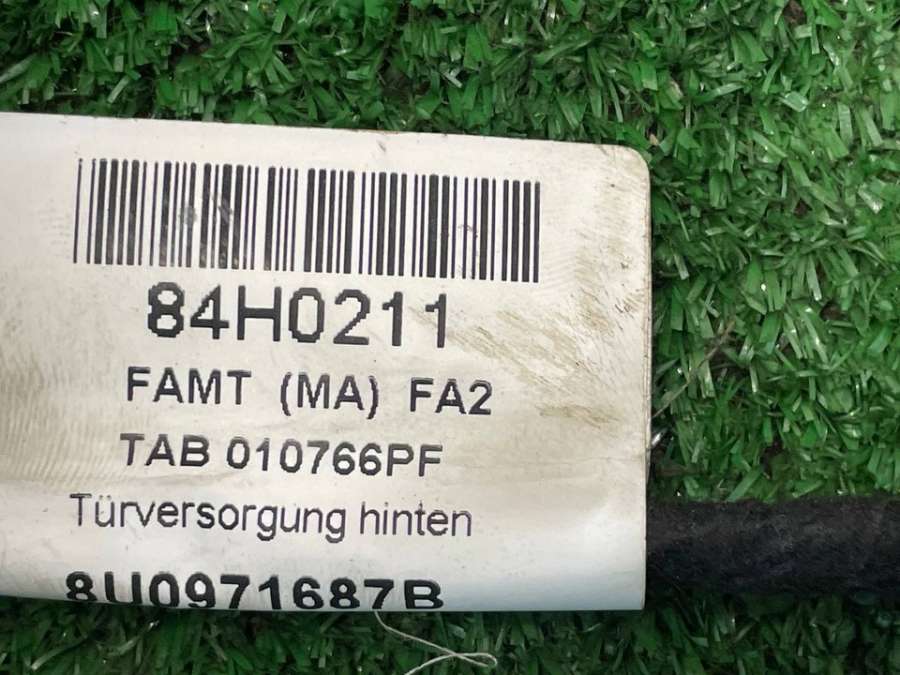 84H0211
FAMT (MA) FA2
TAB 010766PF
Türversorgung hinten
8U0971687B